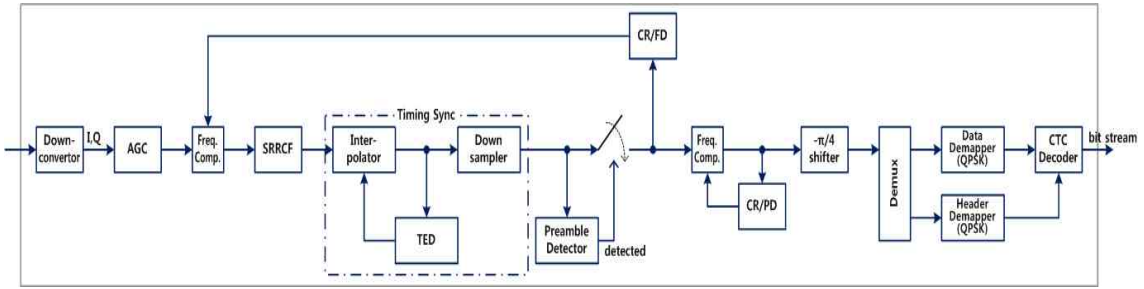 CR/FD
Timing Sync
Down-
convertor
I,Q
AGC
Freq.
Comp.
SRRCF
Inter-
polator
Down
sampler
TED
Preamble
Detector
detected
Freq.
Comp.
CR/PD
-π/4
shifter
Demux
Data
Demapper
(QPSK)
Header
Demapper
(QPSK)
CTC
Decoder
bit stream